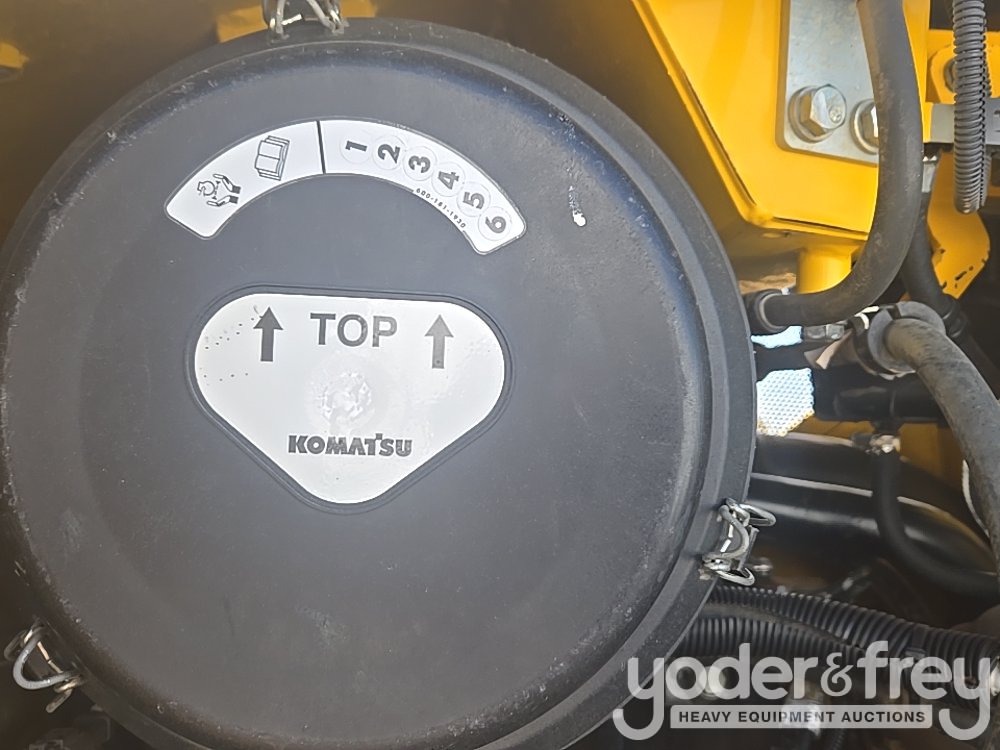 1 2 3 4 5 6
600-181-1930
TOP
KOMATSU
yoder&frey
HEAVY EQUIPMENT AUCTIONS